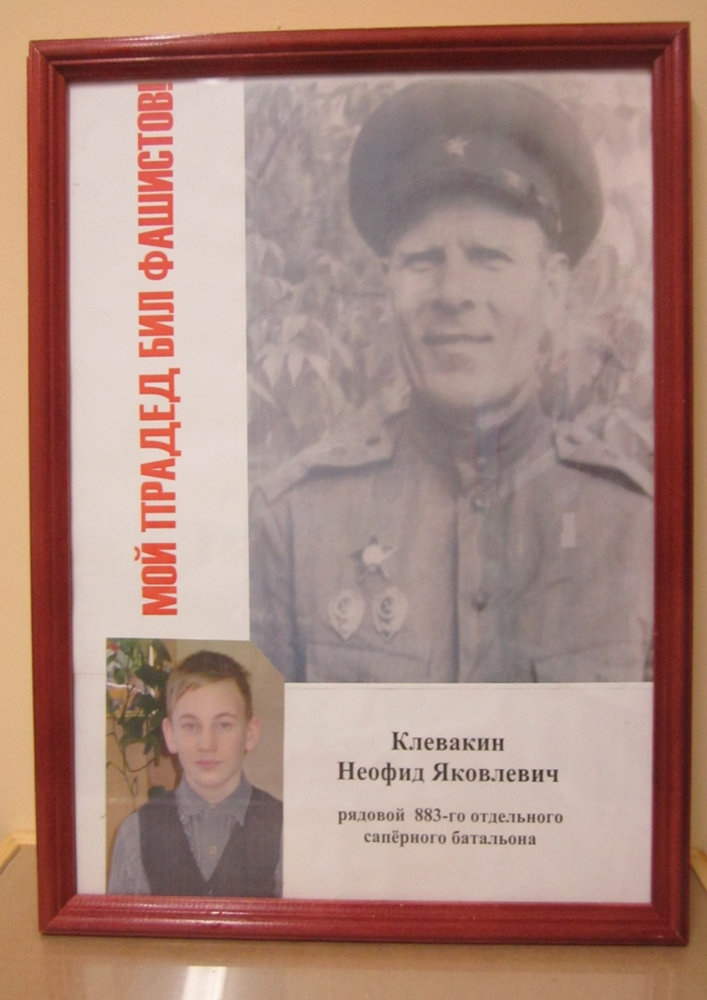 МОЙ ПРАДЕД БИЛ ФАШИСТОВ!
Клевакин
Неофид Яковлевич
рядовой 883-го отдельного
сапёрного батальона